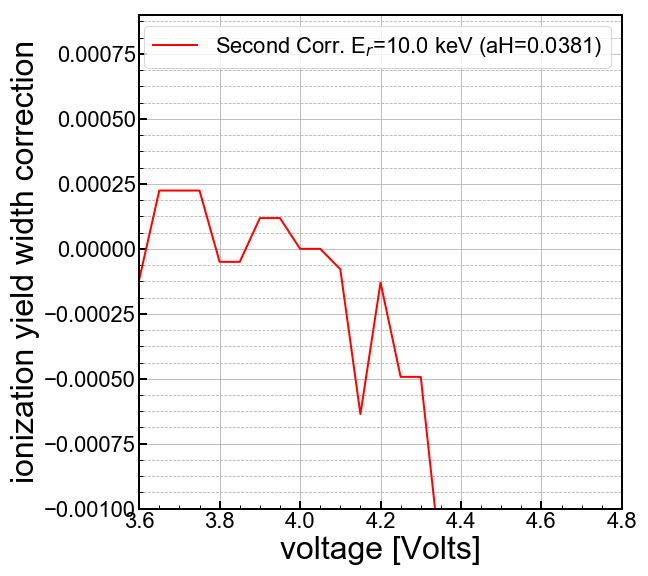 Second Corr. E_r=10.0 keV (aH=0.0381)
ionization yield width correction
0.00075
0.00050
0.00025
0.00000
−0.00025
−0.00050
−0.00075
−0.00100
3.6 3.8 4.0 4.2 4.4 4.6 4.8
voltage [Volts]